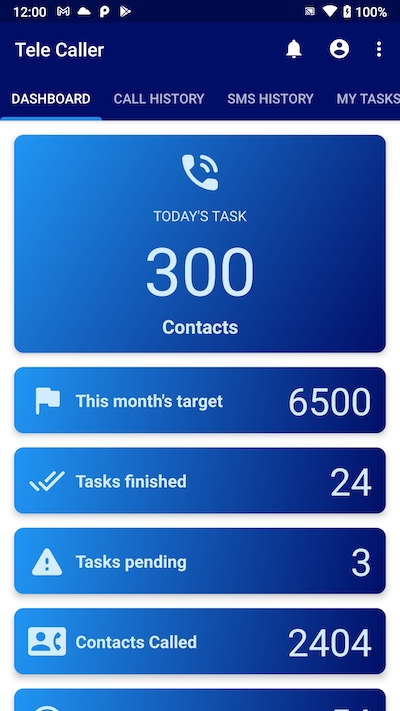 12:00 100%
Tele Caller
DASHBOARD CALL HISTORY SMS HISTORY MY TASKS
TODAY'S TASK
300
Contacts
This month's target 6500
Tasks finished 24
Tasks pending 3
Contacts Called 2404